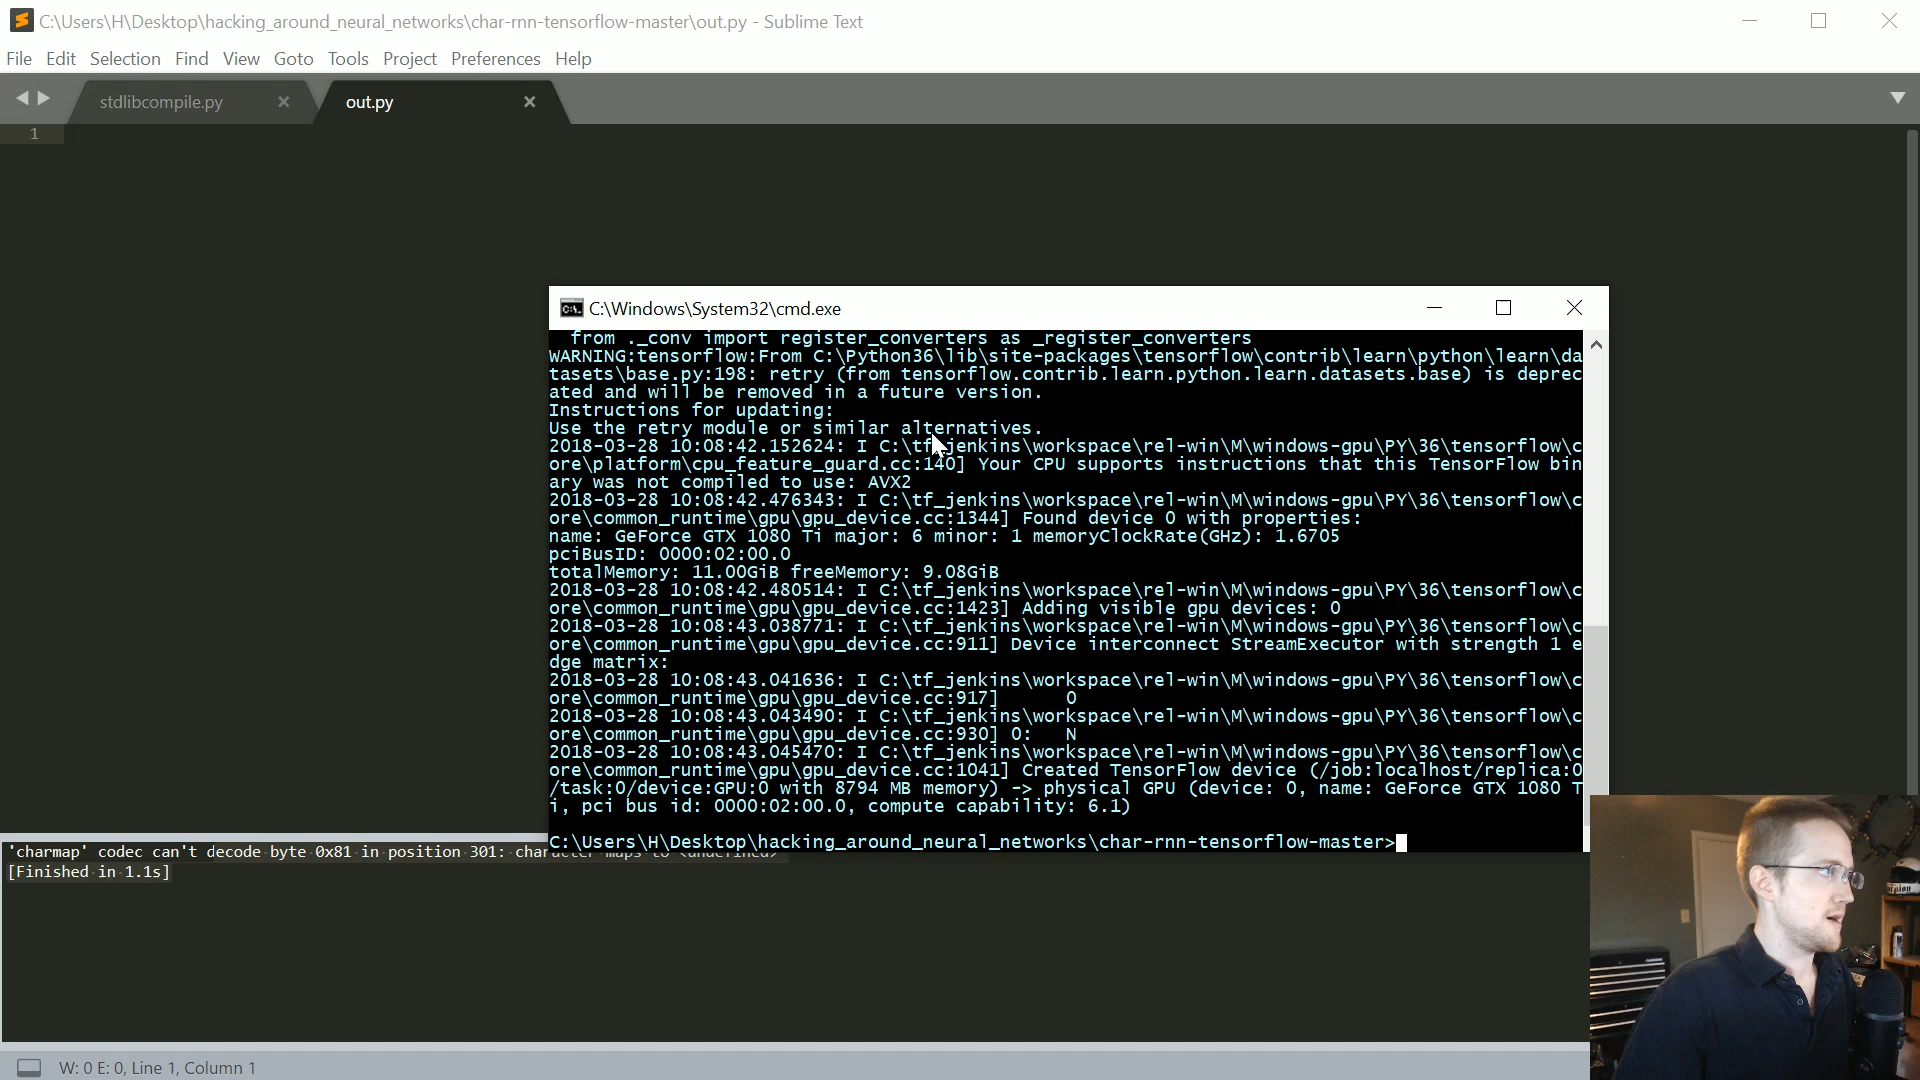 C:\Users\H\Desktop\hacking_around_neural_networks\char-rnn-tensorflow-master\out.py - Sublime Text
File Edit Selection Find View Goto Tools Project Preferences Help
stdlibcompile.py
out.py
1
C:\Windows\System32\cmd.exe
from ._conv import register_converters as _register_converters
WARNING:tensorflow:From C:\Python36\lib\site-packages\tensorflow\contrib\learn\python\learn\da
tasets\base.py:198: retry (from tensorflow.contrib.learn.python.learn.datasets.base) is deprec
ated and will be removed in a future version.
Instructions for updating:
Use the retry module or similar alternatives.
2018-03-28 10:08:42.152624: I C:\tf_jenkins\workspace\rel-win\M\windows-gpu\PY\36\tensorflow\c
ore\platform\cpu_feature_guard.cc:140] Your CPU supports instructions that this TensorFlow bin
ary was not compiled to use: AVX2
2018-03-28 10:08:42.476343: I C:\tf_jenkins\workspace\rel-win\M\windows-gpu\PY\36\tensorflow\c
ore\common_runtime\gpu\gpu_device.cc:1344] Found device 0 with properties:
name: GeForce GTX 1080 Ti major: 6 minor: 1 memoryClockRate(GHz): 1.6705
pciBusID: 0000:02:00.0
totalMemory: 11.00GiB freeMemory: 9.08GiB
2018-03-28 10:08:42.480514: I C:\tf_jenkins\workspace\rel-win\M\windows-gpu\PY\36\tensorflow\c
ore\common_runtime\gpu\gpu_device.cc:1423] Adding visible gpu devices: 0
2018-03-28 10:08:43.038771: I C:\tf_jenkins\workspace\rel-win\M\windows-gpu\PY\36\tensorflow\c
ore\common_runtime\gpu\gpu_device.cc:911] Device interconnect StreamExecutor with strength 1 e
dge matrix:
2018-03-28 10:08:43.041636: I C:\tf_jenkins\workspace\rel-win\M\windows-gpu\PY\36\tensorflow\c
ore\common_runtime\gpu\gpu_device.cc:917]      0
2018-03-28 10:08:43.043490: I C:\tf_jenkins\workspace\rel-win\M\windows-gpu\PY\36\tensorflow\c
ore\common_runtime\gpu\gpu_device.cc:930] 0:   N
2018-03-28 10:08:43.045470: I C:\tf_jenkins\workspace\rel-win\M\windows-gpu\PY\36\tensorflow\c
ore\common_runtime\gpu\gpu_device.cc:1041] Created TensorFlow device (/job:localhost/replica:0
/task:0/device:GPU:0 with 8794 MB memory) -> physical GPU (device: 0, name: GeForce GTX 1080 T
i, pci bus id: 0000:02:00.0, compute capability: 6.1)
C:\Users\H\Desktop\hacking_around_neural_networks\char-rnn-tensorflow-master>
'charmap' codec can't decode byte 0x81 in position 301: character maps to <undefined>
[Finished in 1.1s]
W: 0 E: 0, Line 1, Column 1